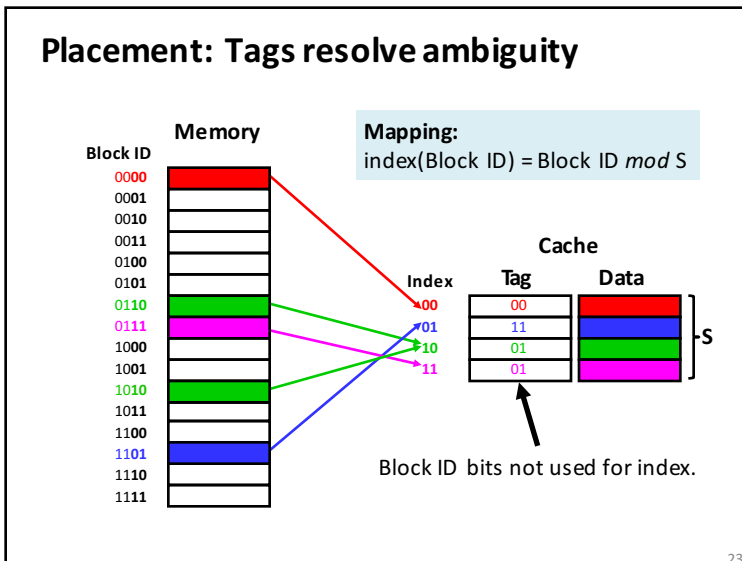 Placement: Tags resolve ambiguity
Memory
Block ID
Mapping:
index(Block ID) = Block ID mod S
0000
0001
0010
0011
0100
0101
0110
0111
1000
1001
1010
1011
1100
1101
1110
1111
Cache
Index Tag Data
00 00
01 11
10 01
11 01
S
Block ID bits not used for index.
23